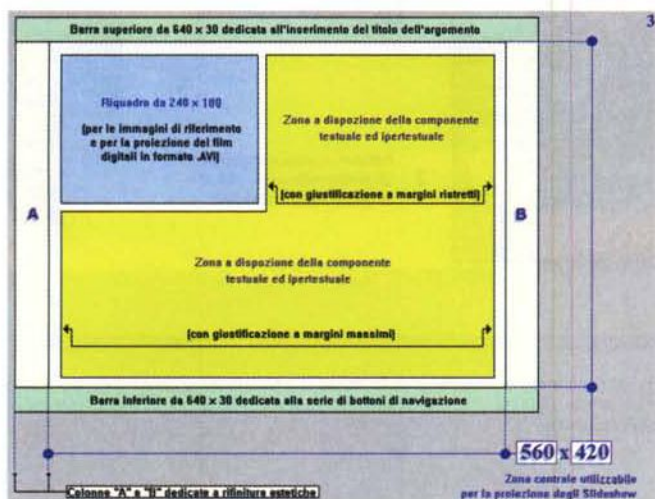 3
Barra superiore da 640 x 30 dedicata all'inserimento del titolo dell'argomento
Riquadro da 240 x 180
(per le immagini di riferimento
e per la proiezione dei film
digitali in formato .AVI)
Zona a dispozione della componente
testuale ed ipertestuale
(con giustificazione a margini ristretti)
A
B
Zona a dispozione della componente
testuale ed ipertestuale
(con giustificazione a margini massimi)
Barra inferiore da 640 x 30 dedicata alla serie di bottoni di navigazione
560 x 420
Zona centrale utilizzabile
per la proiezione degli Slideshow
Colonne "A" e "B" dedicate a rifinitura estetiche